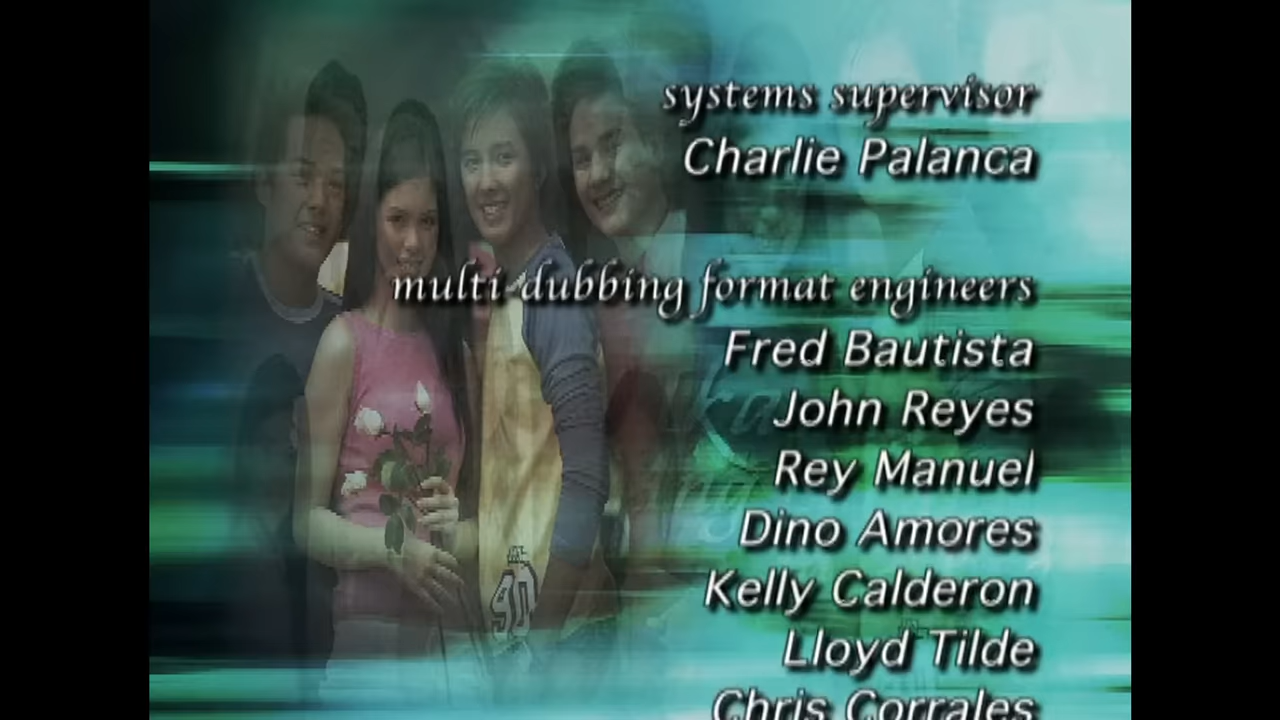 systems supervisor
Charlie Palanca
multi-dubbing format engineers
Fred Bautista
John Reyes
Rey Manuel
Dino Amores
Kelly Calderon
Lloyd Tilde
Chris Corrales
90